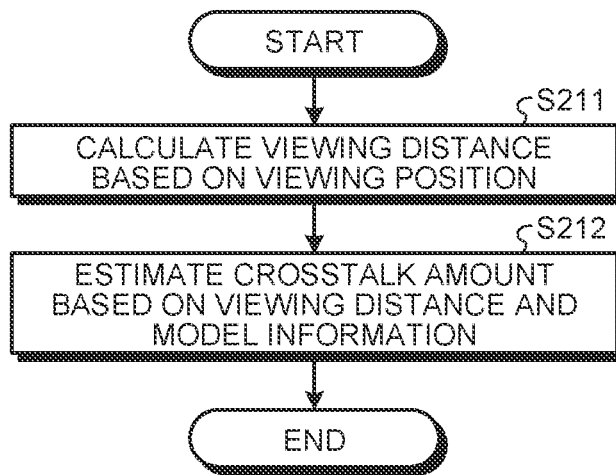 START
S211
CALCULATE VIEWING DISTANCE
BASED ON VIEWING POSITION
S212
ESTIMATE CROSSTALK AMOUNT
BASED ON VIEWING DISTANCE AND
MODEL INFORMATION
END